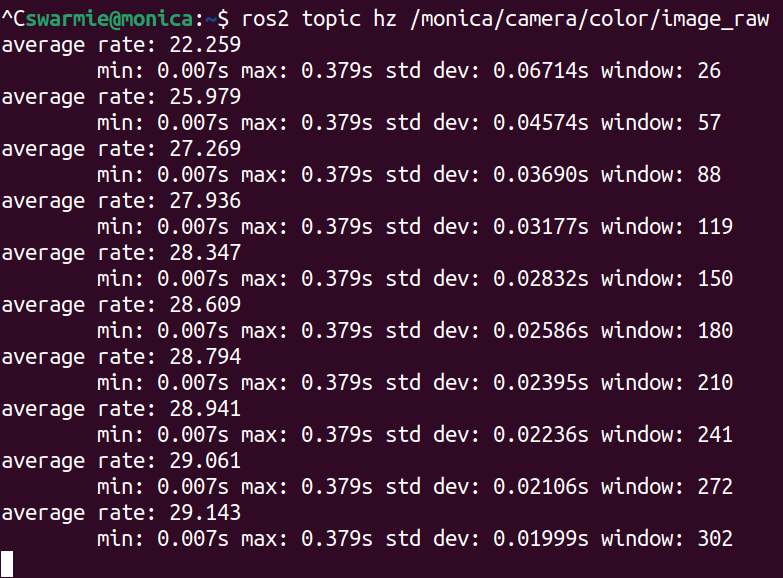 ^Cswarmie@monica:~$ ros2 topic hz /monica/camera/color/image_raw
average rate: 22.259
        min: 0.007s max: 0.379s std dev: 0.06714s window: 26
average rate: 25.979
        min: 0.007s max: 0.379s std dev: 0.04574s window: 57
average rate: 27.269
        min: 0.007s max: 0.379s std dev: 0.03690s window: 88
average rate: 27.936
        min: 0.007s max: 0.379s std dev: 0.03177s window: 119
average rate: 28.347
        min: 0.007s max: 0.379s std dev: 0.02832s window: 150
average rate: 28.609
        min: 0.007s max: 0.379s std dev: 0.02586s window: 180
average rate: 28.794
        min: 0.007s max: 0.379s std dev: 0.02395s window: 210
average rate: 28.941
        min: 0.007s max: 0.379s std dev: 0.02236s window: 241
average rate: 29.061
        min: 0.007s max: 0.379s std dev: 0.02106s window: 272
average rate: 29.143
        min: 0.007s max: 0.379s std dev: 0.01999s window: 302